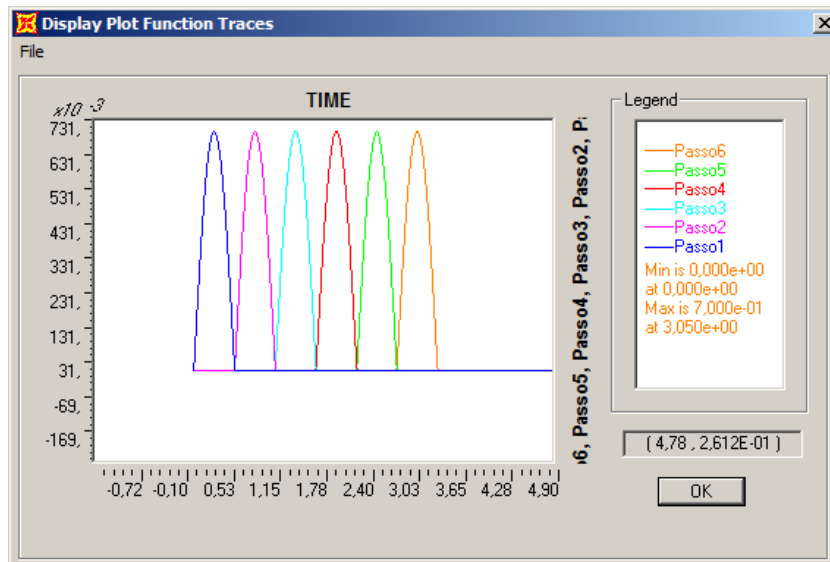 Display Plot Function Traces
File
x10 -3
TIME
731,
631,
531,
431,
331,
231,
131,
31,
-69,
-169,
-0,72 -0,10 0,53 1,15 1,78 2,40 3,03 3,65 4,28 4,90
o6, Passo5, Passo4, Passo3, Passo2, Pa
Legend
Passo6
Passo5
Passo4
Passo3
Passo2
Passo1
Min is 0,000e+00
at 0,000e+00
Max is 7,000e-01
at 3,050e+00
( 4,78 , 2,612E-01 )
OK